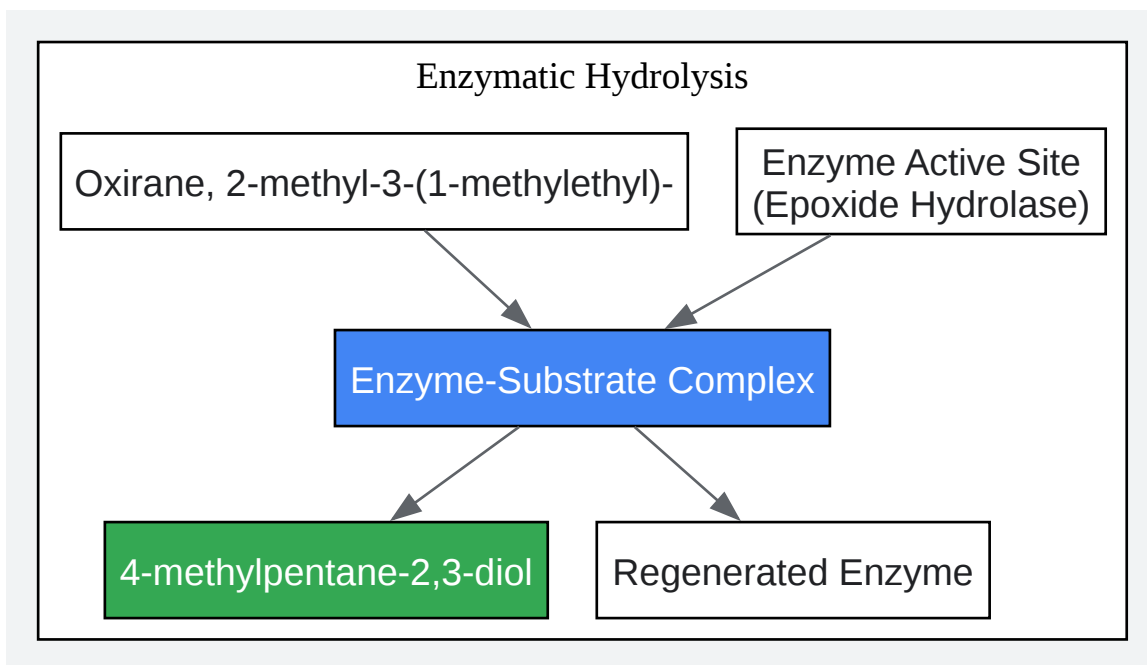 Enzymatic Hydrolysis
Oxirane, 2-methyl-3-(1-methylethyl)-
Enzyme Active Site
(Epoxide Hydrolase)
Enzyme-Substrate Complex
4-methylpentane-2,3-diol
Regenerated Enzyme